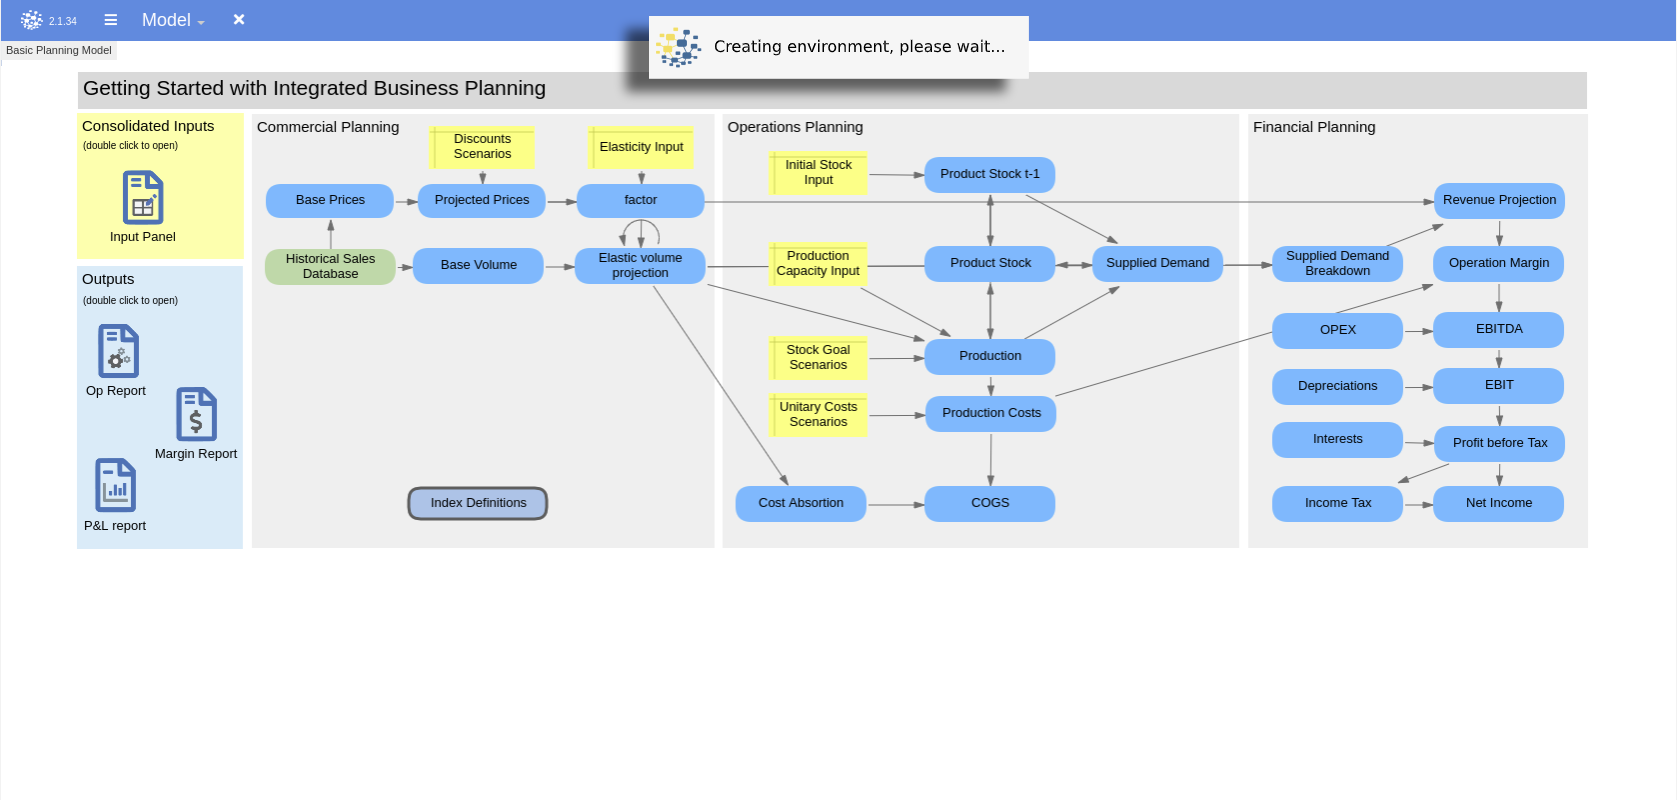 2.1.34
Model
Creating environment, please wait...
Basic Planning Model
Getting Started with Integrated Business Planning
Consolidated Inputs
(double click to open)
Input Panel
Outputs
(double click to open)
Op Report
Margin Report
P&L report
Commercial Planning
Discounts
Scenarios
Elasticity Input
Base Prices
Projected Prices
factor
Historical Sales
Database
Base Volume
Elastic volume
projection
Index Definitions
Operations Planning
Initial Stock
Input
Product Stock t-1
Production
Capacity Input
Product Stock
Supplied Demand
Stock Goal
Scenarios
Production
Unitary Costs
Scenarios
Production Costs
Cost Absortion
COGS
Financial Planning
Revenue Projection
Supplied Demand
Breakdown
Operation Margin
OPEX
EBITDA
Depreciations
EBIT
Interests
Profit before Tax
Income Tax
Net Income